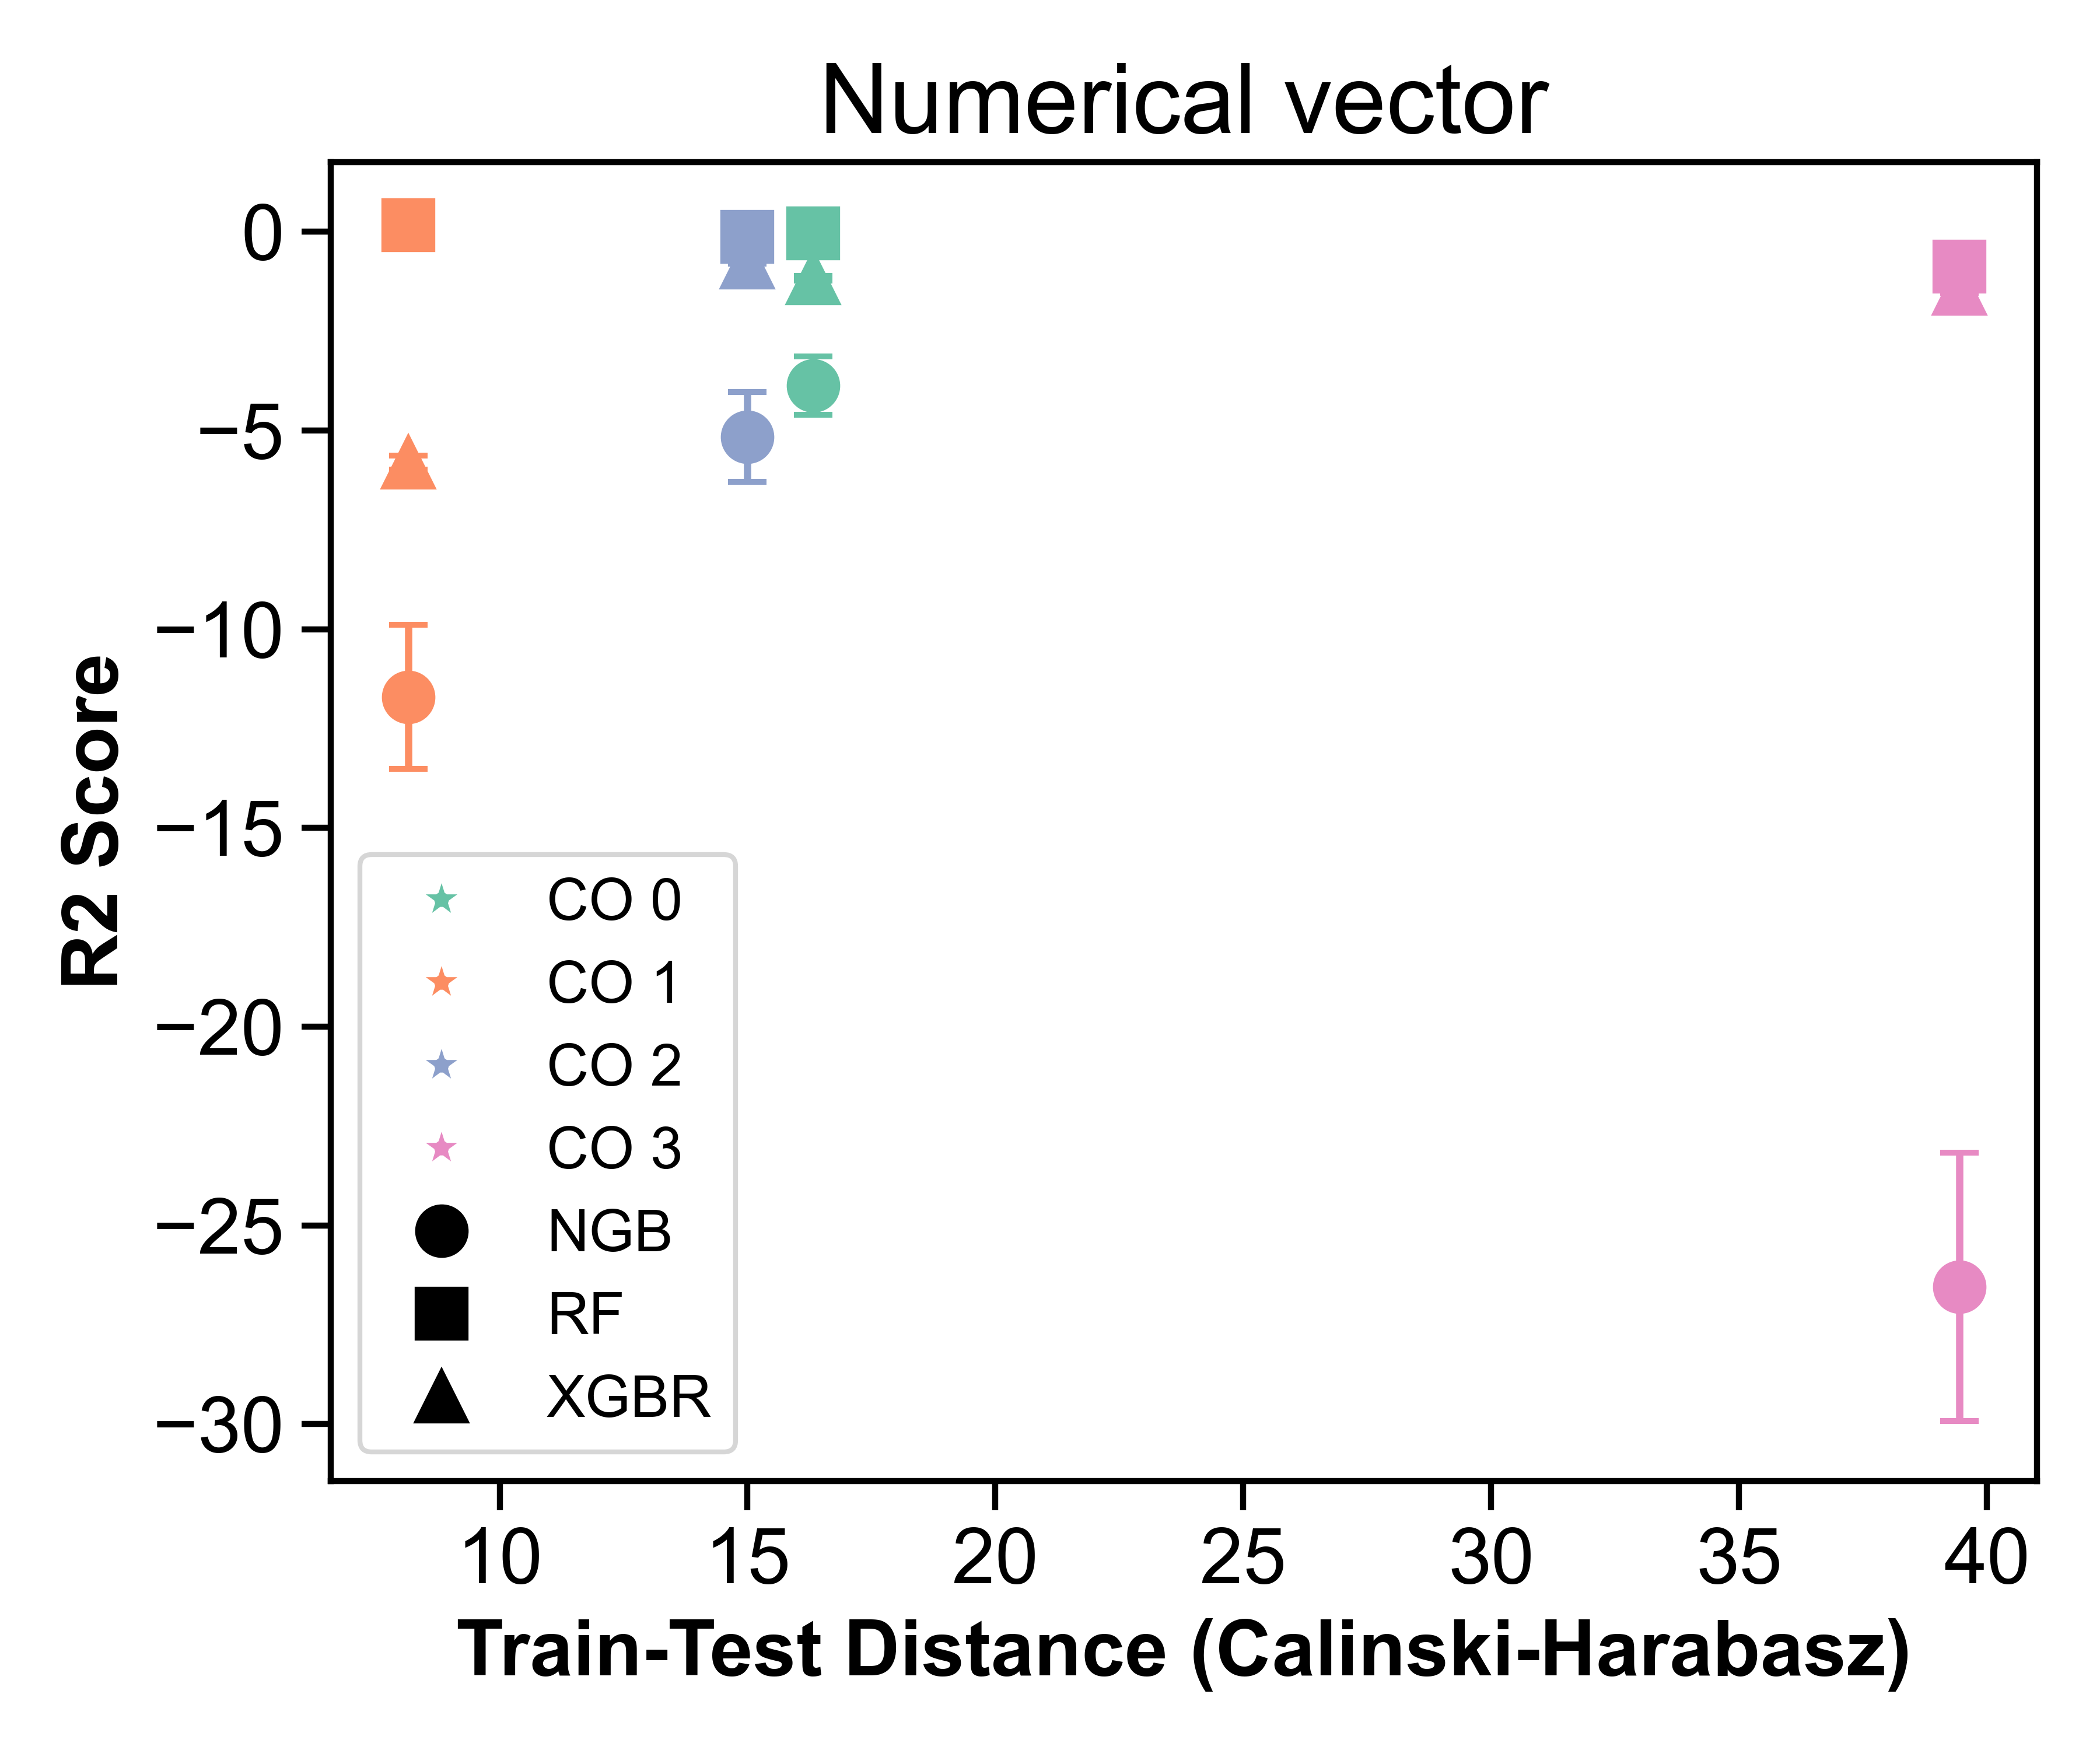 Numerical vector
0
−5
−10
−15
−20
−25
−30
R2 Score
CO 0
CO 1
CO 2
CO 3
NGB
RF
XGBR
10 15 20 25 30 35 40
Train-Test Distance (Calinski-Harabasz)